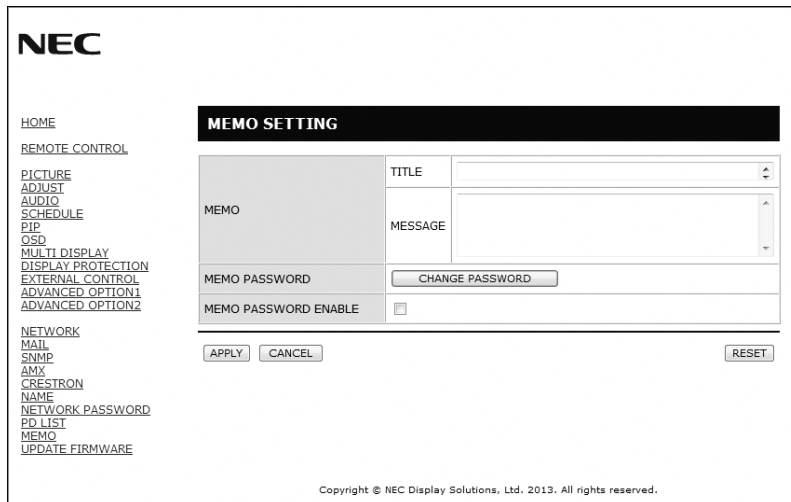 NEC
HOME
REMOTE CONTROL
PICTURE
ADJUST
AUDIO
SCHEDULE
PIP
OSD
MULTI DISPLAY
DISPLAY PROTECTION
EXTERNAL CONTROL
ADVANCED OPTION1
ADVANCED OPTION2
NETWORK
MAIL
SNMP
AMX
CRESTRON
NAME
NETWORK PASSWORD
PD LIST
MEMO
UPDATE FIRMWARE
MEMO SETTING
MEMO
TITLE
MESSAGE
MEMO PASSWORD
CHANGE PASSWORD
MEMO PASSWORD ENABLE
APPLY CANCEL RESET
Copyright © NEC Display Solutions, Ltd. 2013. All rights reserved.